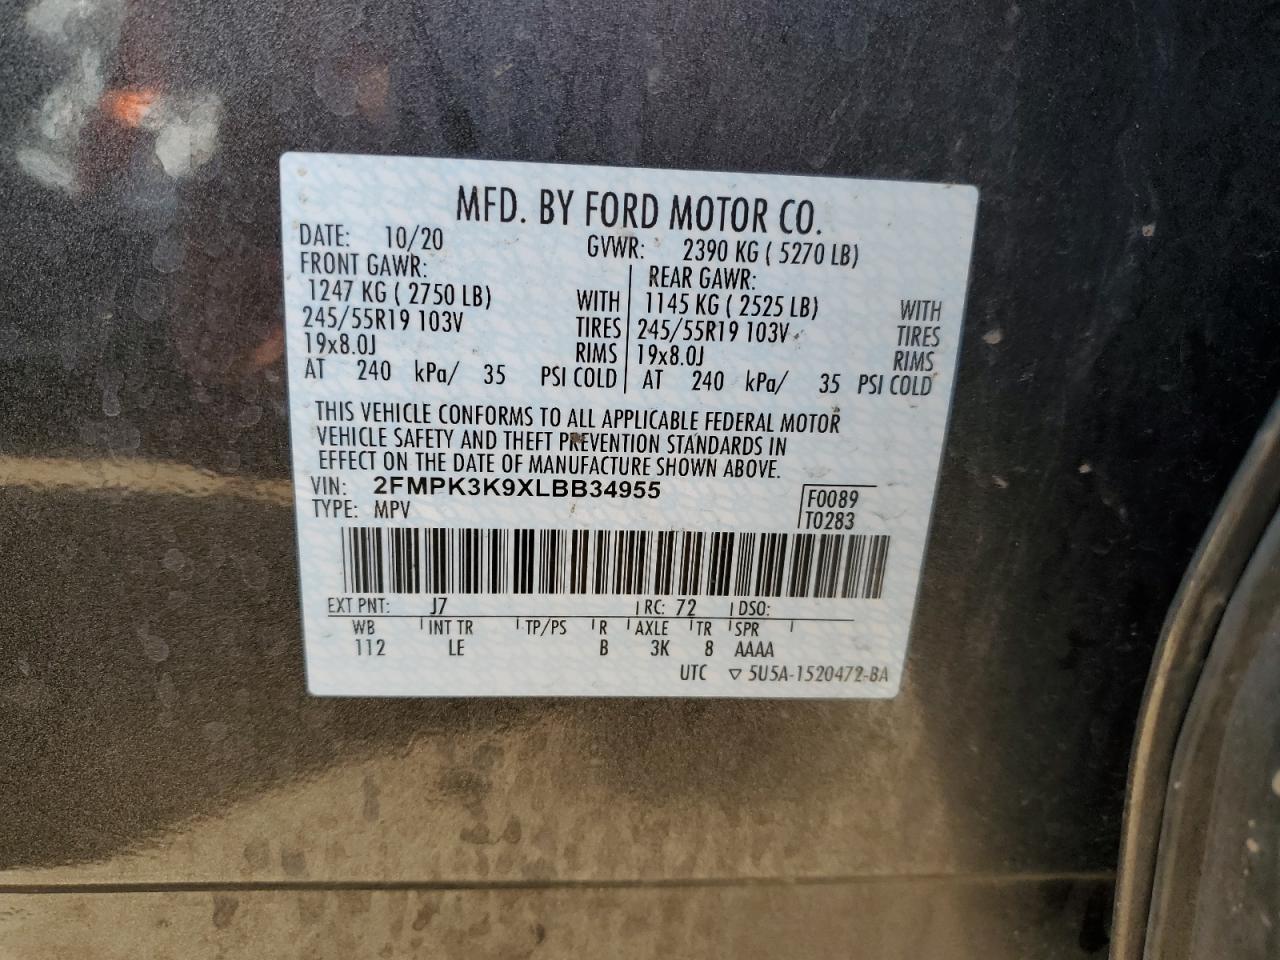 MFD. BY FORD MOTOR CO.
DATE: 10/20 GVWR: 2390 KG ( 5270 LB)
FRONT GAWR: REAR GAWR:
1247 KG ( 2750 LB) WITH 1145 KG ( 2525 LB) WITH
245/55R19 103V TIRES 245/55R19 103V TIRES
19x8.0J RIMS 19x8.0J RIMS
AT 240 kPa/ 35 PSI COLD AT 240 kPa/ 35 PSI COLD
THIS VEHICLE CONFORMS TO ALL APPLICABLE FEDERAL MOTOR
VEHICLE SAFETY AND THEFT PREVENTION STANDARDS IN
EFFECT ON THE DATE OF MANUFACTURE SHOWN ABOVE.
VIN: 2FMPK3K9XLBB34955 F0089
TYPE: MPV T0283
EXT PNT: J7 RC: 72 DSO:
WB INT TR TP/PS R AXLE TR SPR
112 LE B 3K 8 AAAA
UTC ▽ 5U5A-1520472-BA